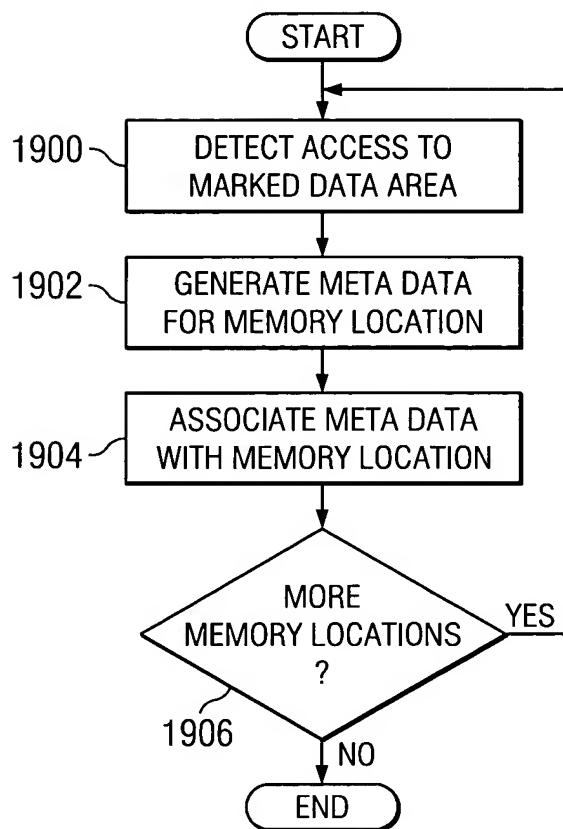 START
1900
DETECT ACCESS TO
MARKED DATA AREA
1902
GENERATE META DATA
FOR MEMORY LOCATION
1904
ASSOCIATE META DATA
WITH MEMORY LOCATION
MORE
MEMORY LOCATIONS
?
YES
1906
NO
END